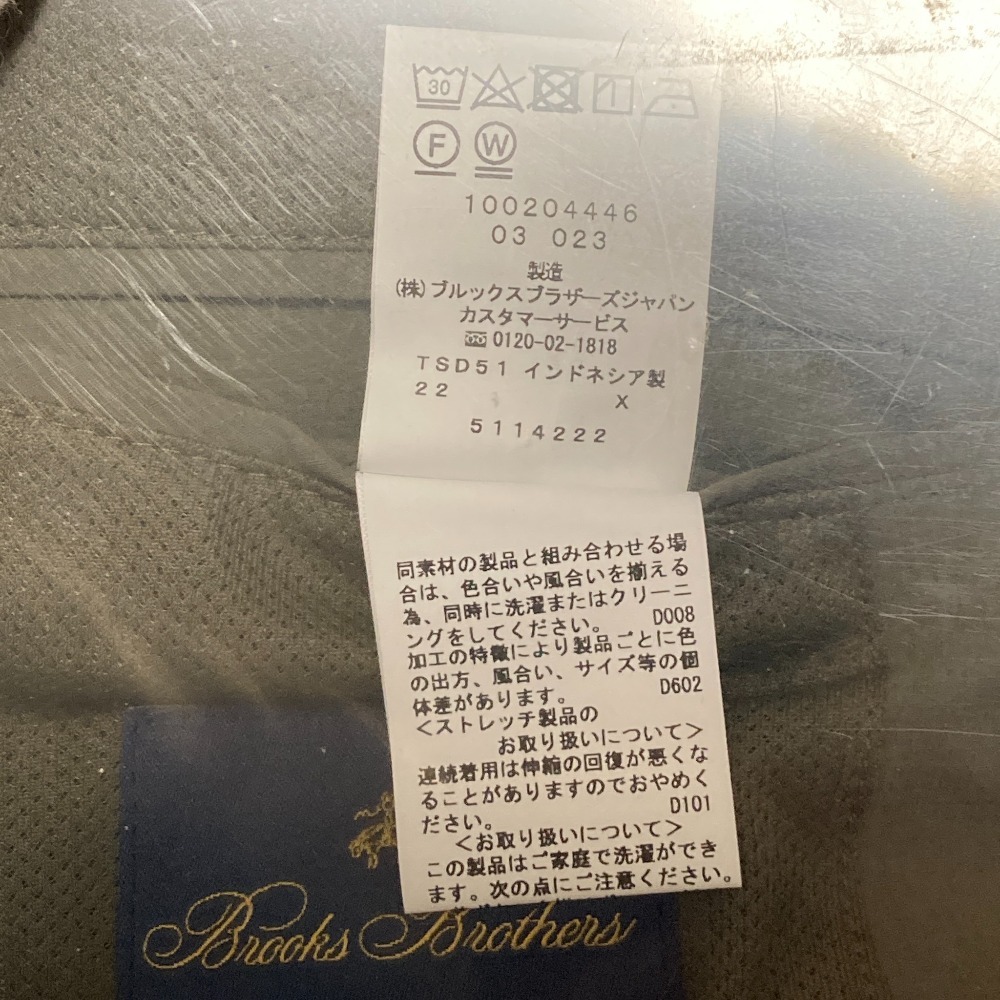 30
F W
100204446
03 023
製造
(株)ブルックスブラザーズジャパン
カスタマーサービス
0120-02-1818
TSD51 インドネシア製
22 X
5114222
同素材の製品と組み合わせる場
合は、色合いや風合いを揃える
為、同時に洗濯またはクリーニ
ングをしてください。 D008
加工の特徴により製品ごとに色
の出方、風合い、サイズ等の個
体差があります。 D602
<ストレッチ製品の
お取り扱いについて>
連続着用は伸縮の回復が悪くな
ることがありますのでおやめく
ださい。 D101
<お取り扱いについて>
この製品はご家庭で洗濯ができ
ます。次の点にご注意ください。
Brooks Brothers